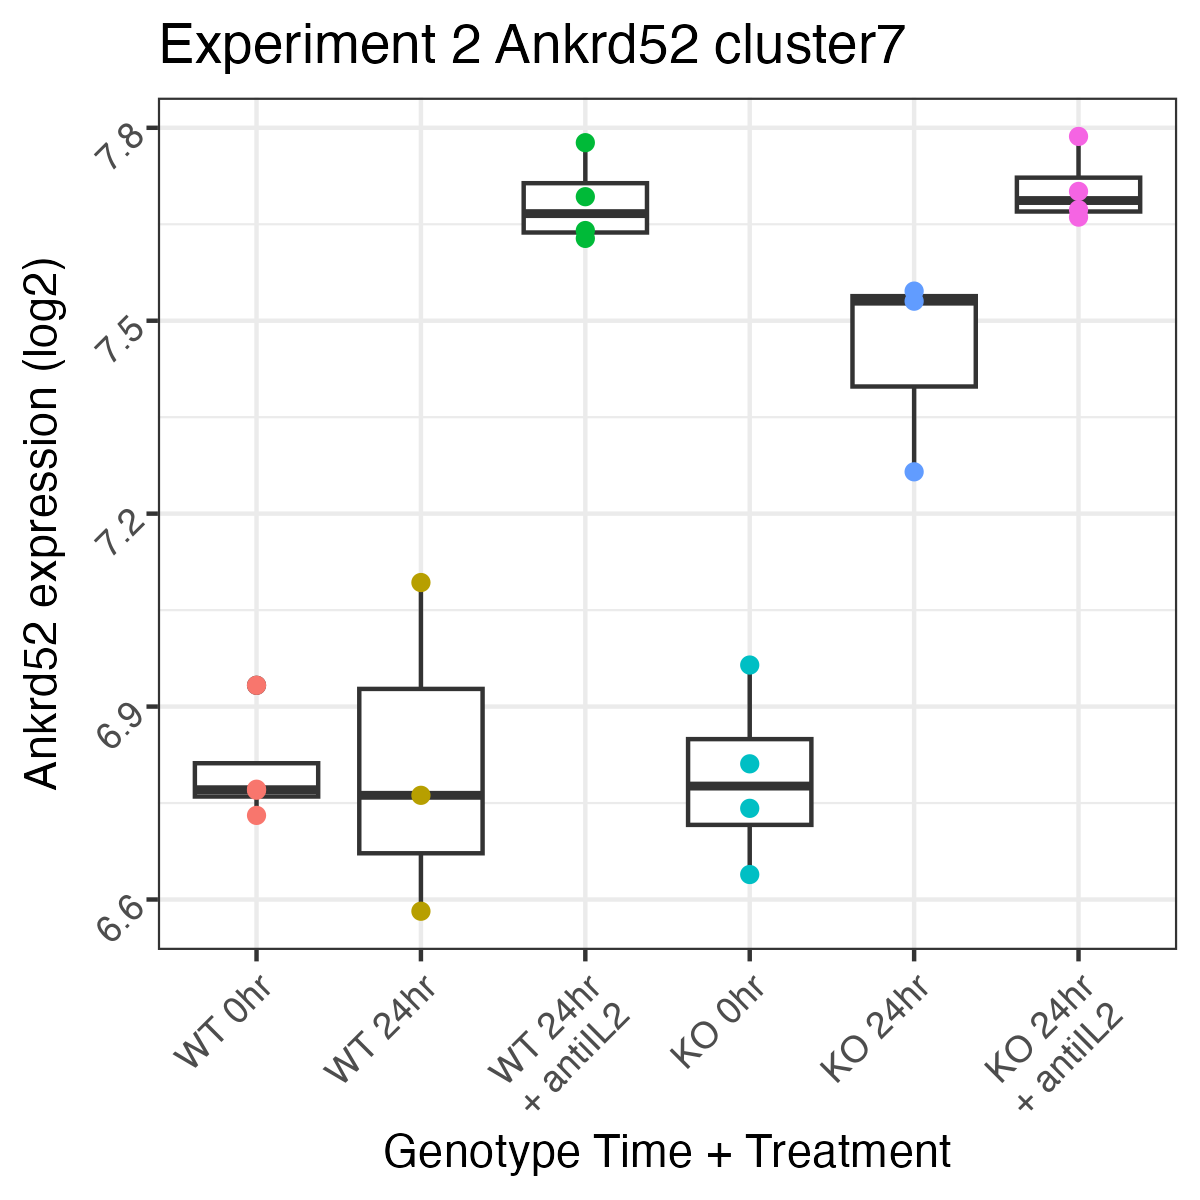 Experiment 2 Ankrd52 cluster7
Ankrd52 expression (log2)
7.8
7.5
7.2
6.9
6.6
WT 0hr
WT 24hr
WT 24hr
+ antiIL2
KO 0hr
KO 24hr
KO 24hr
+ antiIL2
Genotype Time + Treatment